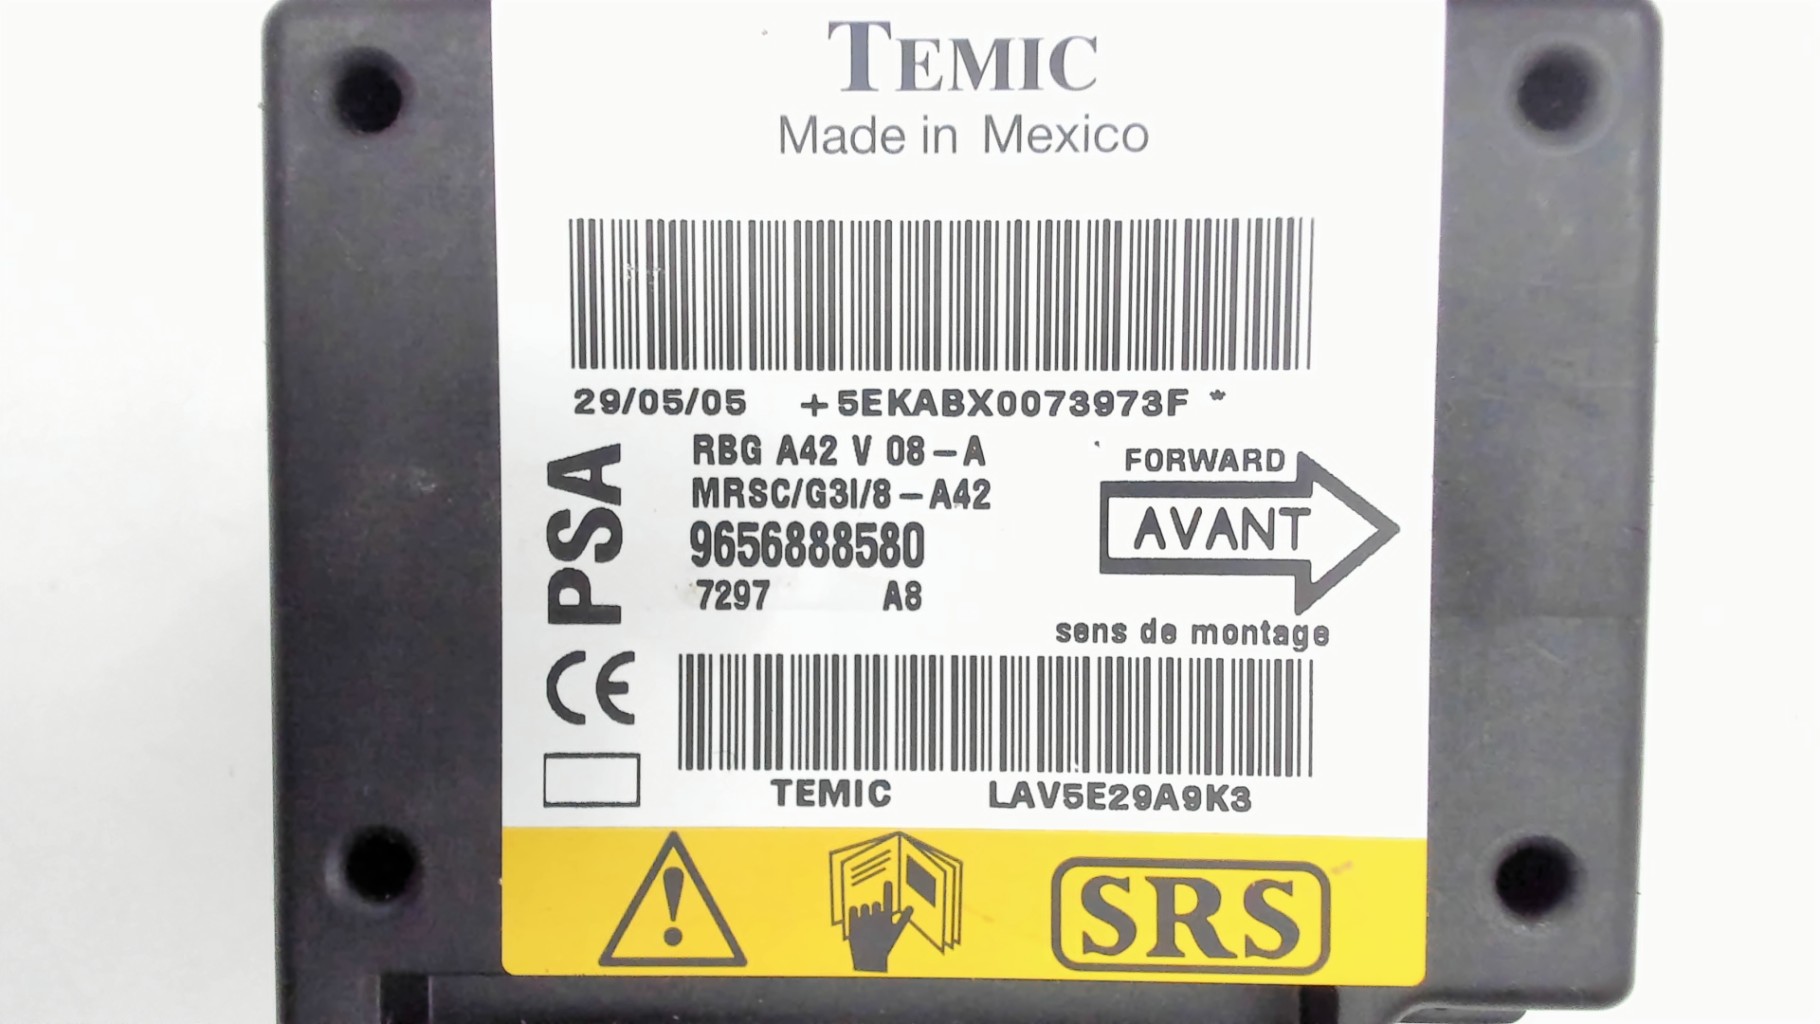 TEMIC
Made in Mexico
29/05/05 +5EKABX0073973F *
RBG A42 V 08-A
MRSC/G3I/8-A42
9656888580
7297 A8
PSA
CE
FORWARD
AVANT
sens de montage
TEMIC LAV5E29A9K3
!
SRS